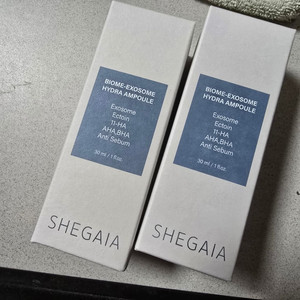 BIOME-EXOSOME
HYDRA AMPOULE
Exosome
Ectoin
11-HA
AHA,BHA
Anti Sebum
30 ml / 1 fl oz.
SHEGAIA
BIOME-EXOSOME
HYDRA AMPOULE
Exosome
Ectoin
11-HA
AHA,BHA
Anti Sebum
30 ml / 1 fl oz.
SHEGAIA